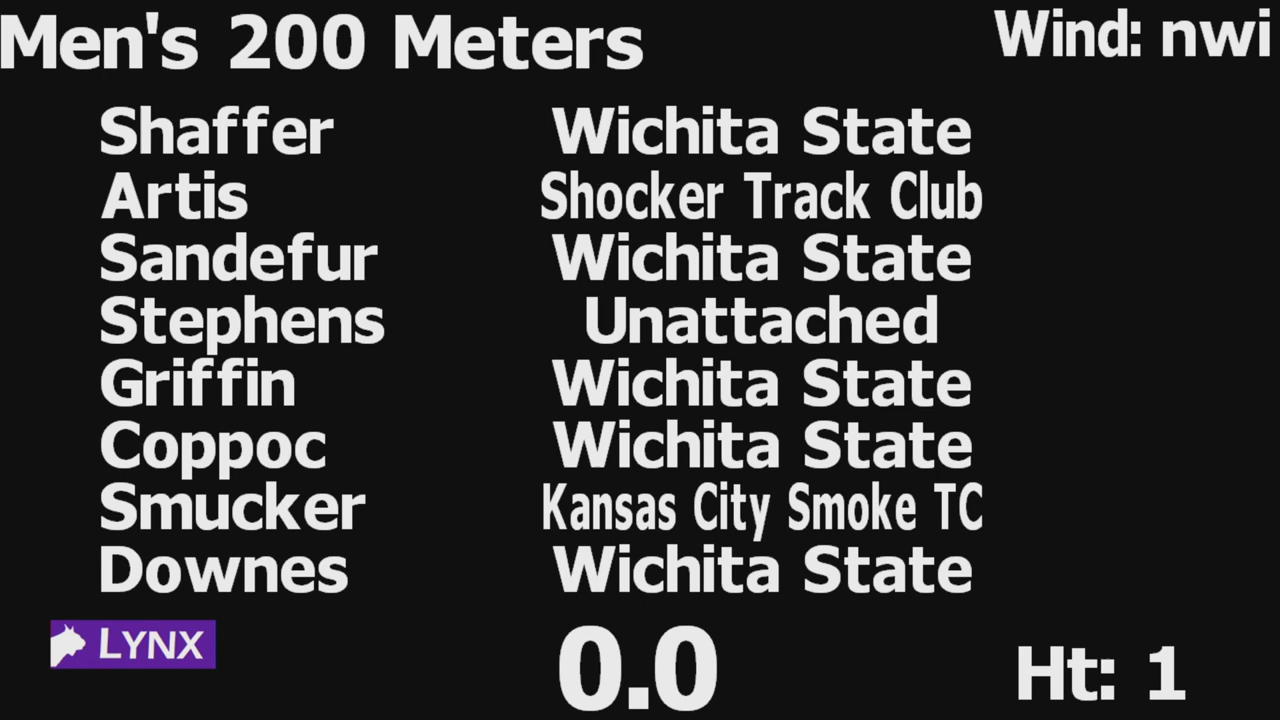 Men's 200 Meters Wind: nwi
Shaffer Wichita State
Artis Shocker Track Club
Sandefur Wichita State
Stephens Unattached
Griffin Wichita State
Coppoc Wichita State
Smucker Kansas City Smoke TC
Downes Wichita State
LYNX 0.0 Ht: 1